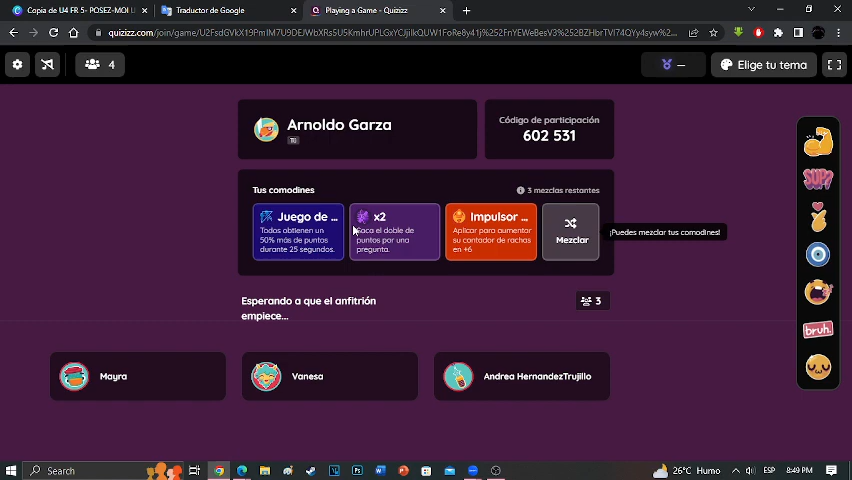 Copia de U4 FR 5- POSEZ-MOI U
Traductor de Google
Playing a Game - Quizizz
quizizz.com/join/game/U2FsdGVkX19PmIM7U9DEJWbXRs5U5KmhrUPLgXYCJjiIkQUMk%252FnYEWeBesV3%252BZHbrTVI74QYy4syw%...
4
—
Elige tu tema
Arnoldo Garza
TÚ
Código de participación
602 531
Tus comodines
3 mezclas restantes
Juego de ...
Todos obtienen un
50% más de puntos
durante 25 segundos.
x2
Saca el doble de
puntos por una
pregunta.
Impulsor ...
Aplicar para aumentar
su contador de rachas
en +6
Mezclar
¡Puedes mezclar tus comodines!
Esperando a que el anfitrión
empiece...
3
Mayra
Vanesa
Andrea HernandezTrujillo
SUP?
bruh.
Search
26°C Humo
ESP
8:49 PM